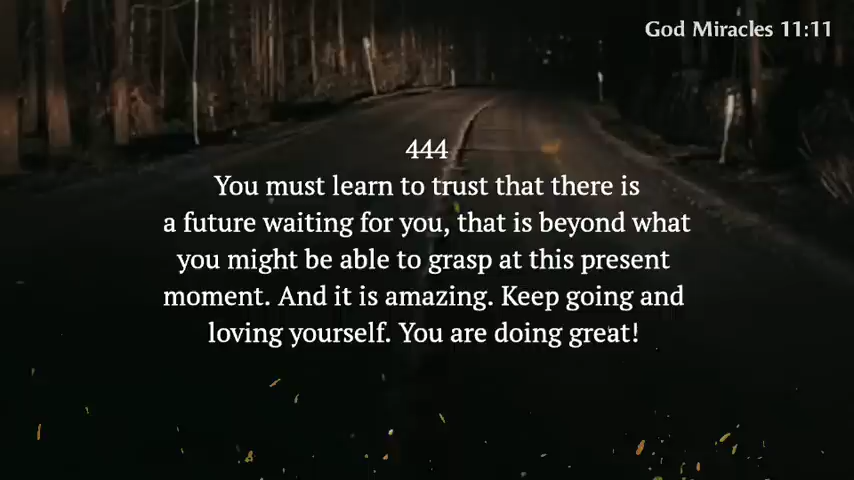 God Miracles 11:11
444
You must learn to trust that there is
a future waiting for you, that is beyond what
you might be able to grasp at this present
moment. And it is amazing. Keep going and
loving yourself. You are doing great!